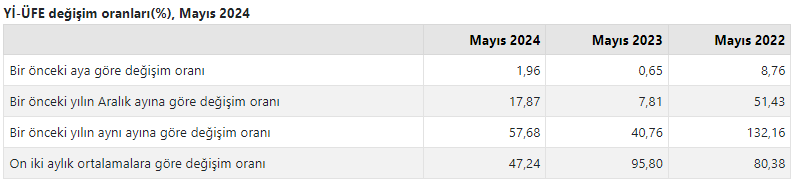 Yİ-ÜFE değişim oranları(%), Mayıs 2024
Mayıs 2024 Mayıs 2023 Mayıs 2022
Bir önceki aya göre değişim oranı 1,96 0,65 8,76
Bir önceki yılın Aralık ayına göre değişim oranı 17,87 7,81 51,43
Bir önceki yılın aynı ayına göre değişim oranı 57,68 40,76 132,16
On iki aylık ortalamalara göre değişim oranı 47,24 95,80 80,38